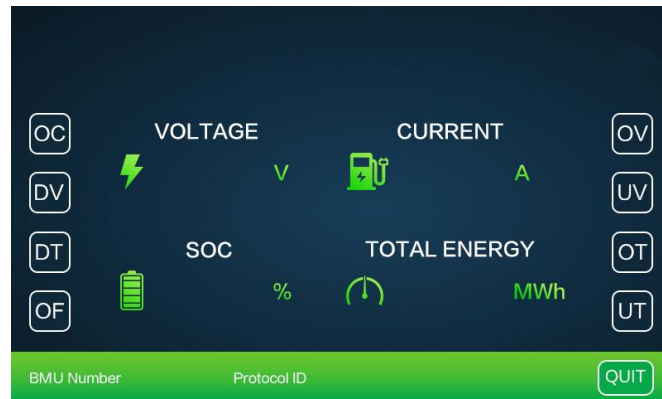 OC
VOLTAGE
CURRENT
OV
DV
V
A
UV
DT
SOC
TOTAL ENERGY
OT
OF
%
MWh
UT
BMU Number
Protocol ID
QUIT